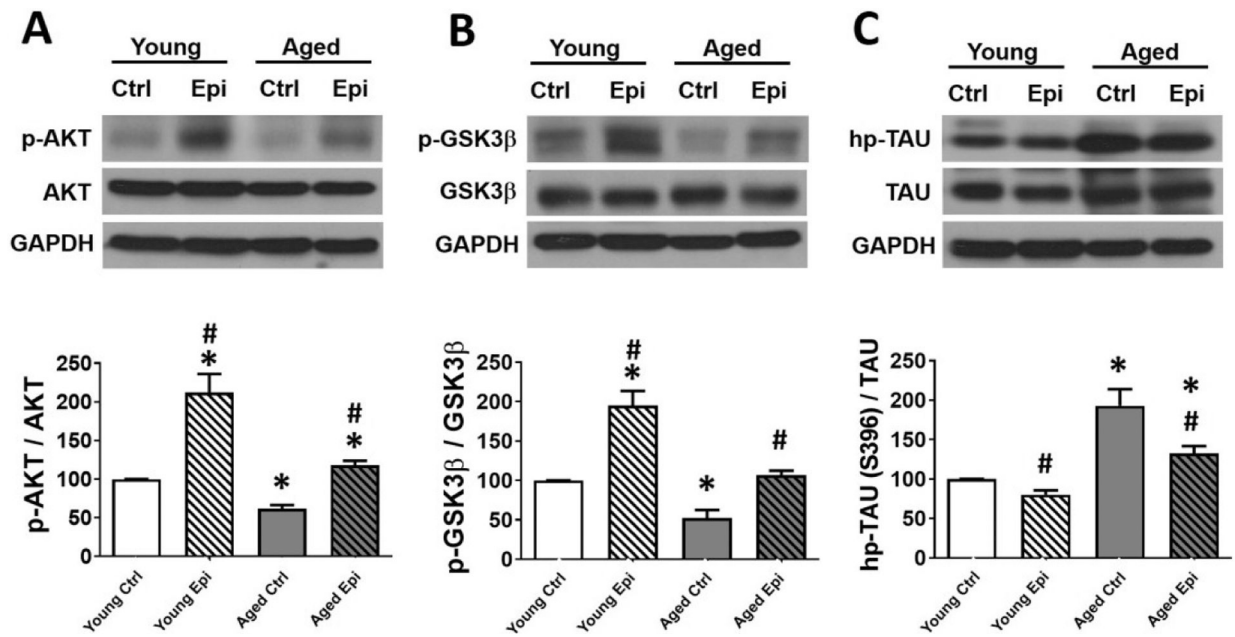 A
Young Aged
Ctrl Epi Ctrl Epi
p-AKT
AKT
GAPDH
p-AKT / AKT
250
200
150
100
50
0
#
*
*
#
*
Young Ctrl
Young Epi
Aged Ctrl
Aged Epi
B
Young Aged
Ctrl Epi Ctrl Epi
p-GSK3β
GSK3β
GAPDH
p-GSK3β / GSK3β
250
200
150
100
50
0
#
*
*
#
Young Ctrl
Young Epi
Aged Ctrl
Aged Epi
C
Young Aged
Ctrl Epi Ctrl Epi
hp-TAU
TAU
GAPDH
hp-TAU (S396) / TAU
250
200
150
100
50
0
#
*
*
#
Young Ctrl
Young Epi
Aged Ctrl
Aged Epi